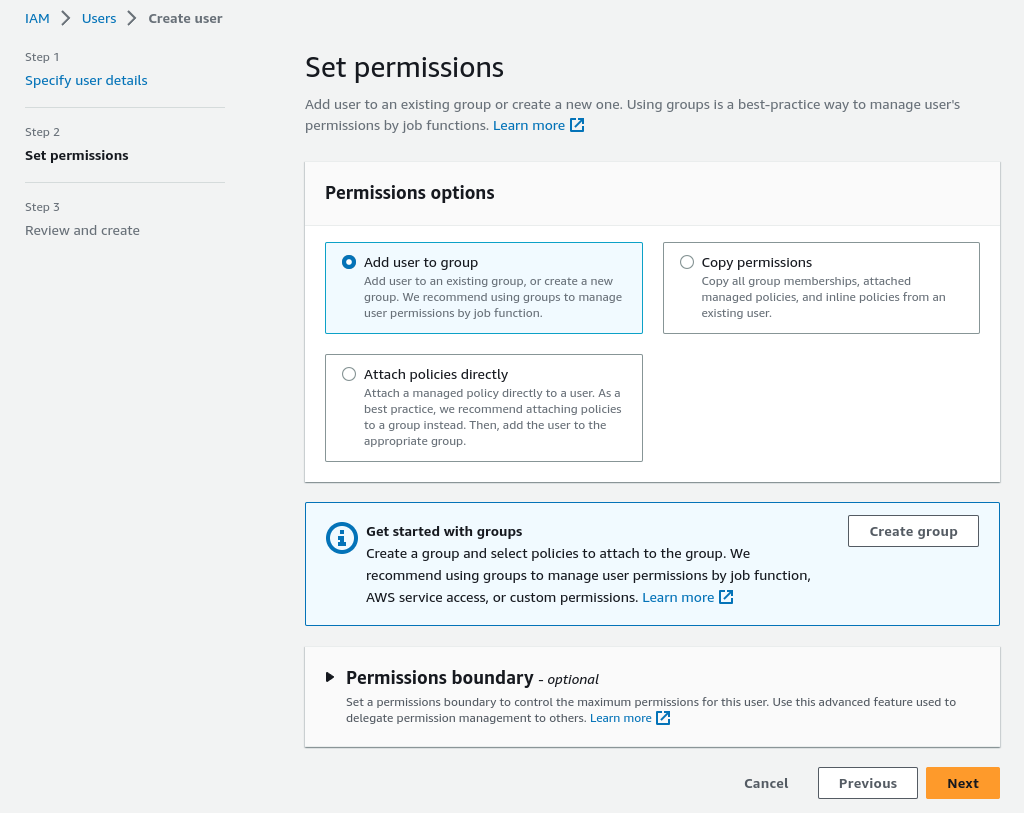 IAM > Users > Create user
Step 1
Specify user details
Step 2
Set permissions
Step 3
Review and create
Set permissions
Add user to an existing group or create a new one. Using groups is a best-practice way to manage user's
permissions by job functions. Learn more
Permissions options
Add user to group
Add user to an existing group, or create a new
group. We recommend using groups to manage
user permissions by job function.
Copy permissions
Copy all group memberships, attached
managed policies, and inline policies from an
existing user.
Attach policies directly
Attach a managed policy directly to a user. As a
best practice, we recommend attaching policies
to a group instead. Then, add the user to the
appropriate group.
Get started with groups
Create a group and select policies to attach to the group. We
recommend using groups to manage user permissions by job function,
AWS service access, or custom permissions. Learn more
Create group
Permissions boundary - optional
Set a permissions boundary to control the maximum permissions for this user. Use this advanced feature used to
delegate permission management to others. Learn more
Cancel
Previous
Next